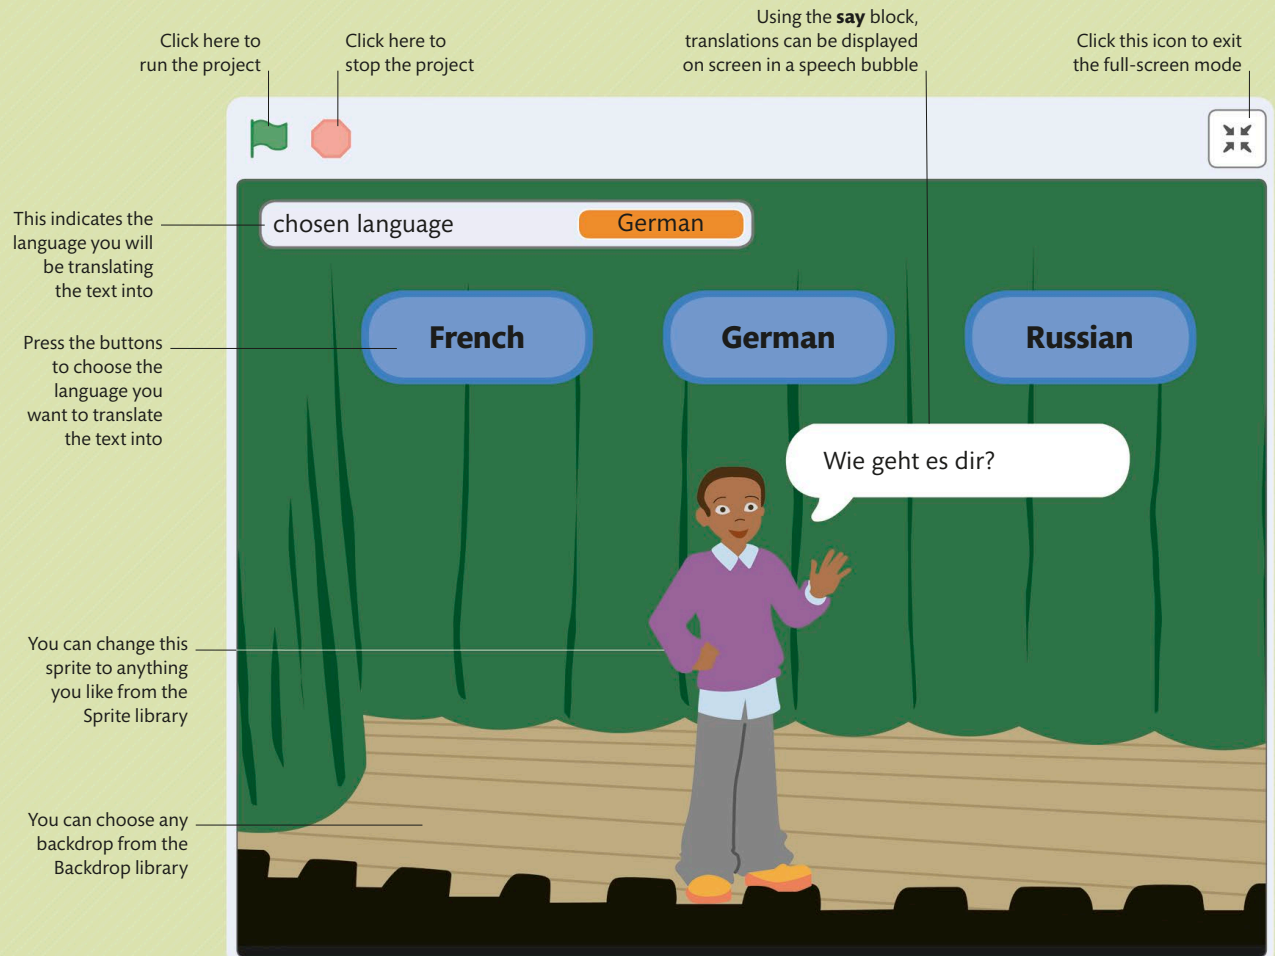 Click here to
run the project
Click here to
stop the project
Using the say block,
translations can be displayed
on screen in a speech bubble
Click this icon to exit
the full-screen mode
This indicates the
language you will
be translating
the text into
chosen language
German
Press the buttons
to choose the
language you
want to translate
the text into
French
German
Russian
Wie geht es dir?
You can change this
sprite to anything
you like from the
Sprite library
You can choose any
backdrop from the
Backdrop library